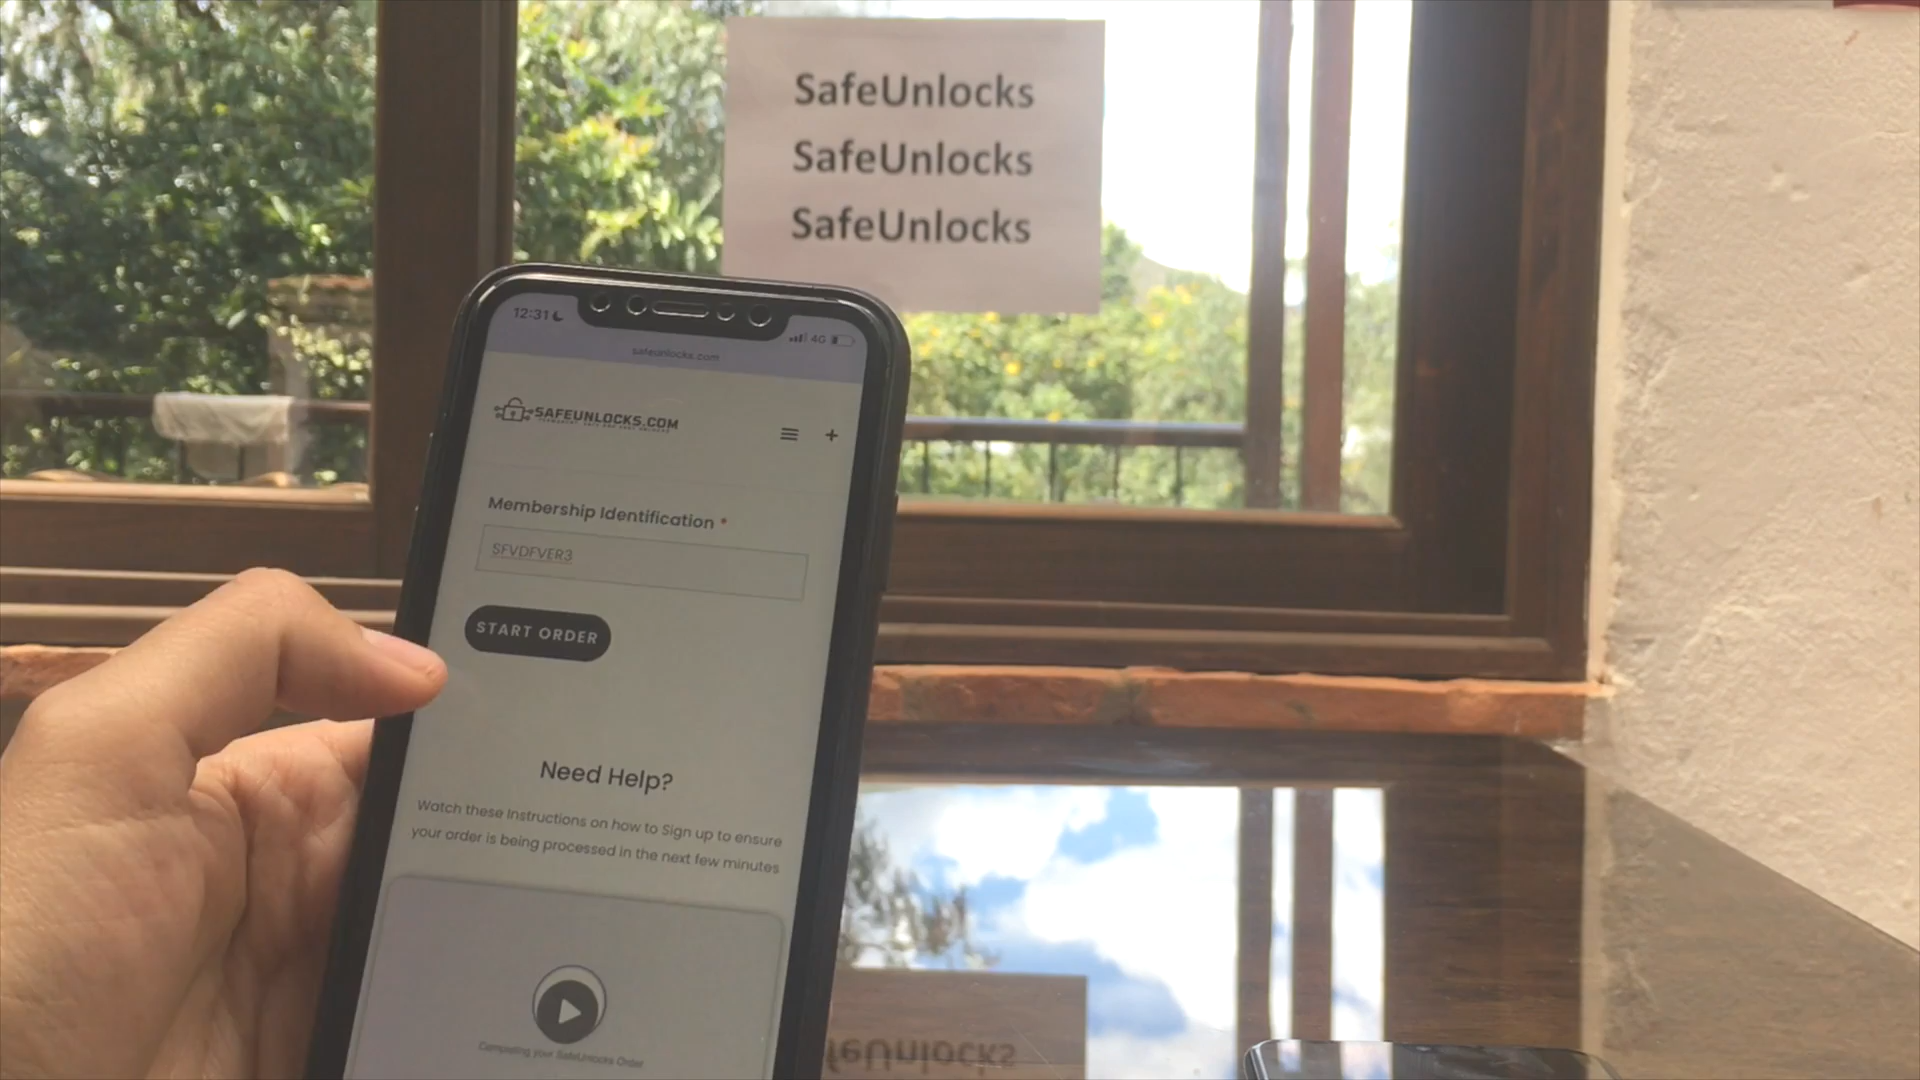 SafeUnlocks
SafeUnlocks
SafeUnlocks
12:31
4G
safeunlocks.com
SAFEUNLOCKS.COM
Membership Identification *
SFVDFVER3
START ORDER
Need Help?
Watch these Instructions on how to Sign up to ensure
your order is being processed in the next few minutes
Completing your SafeUnlocks Order
feUnlocks